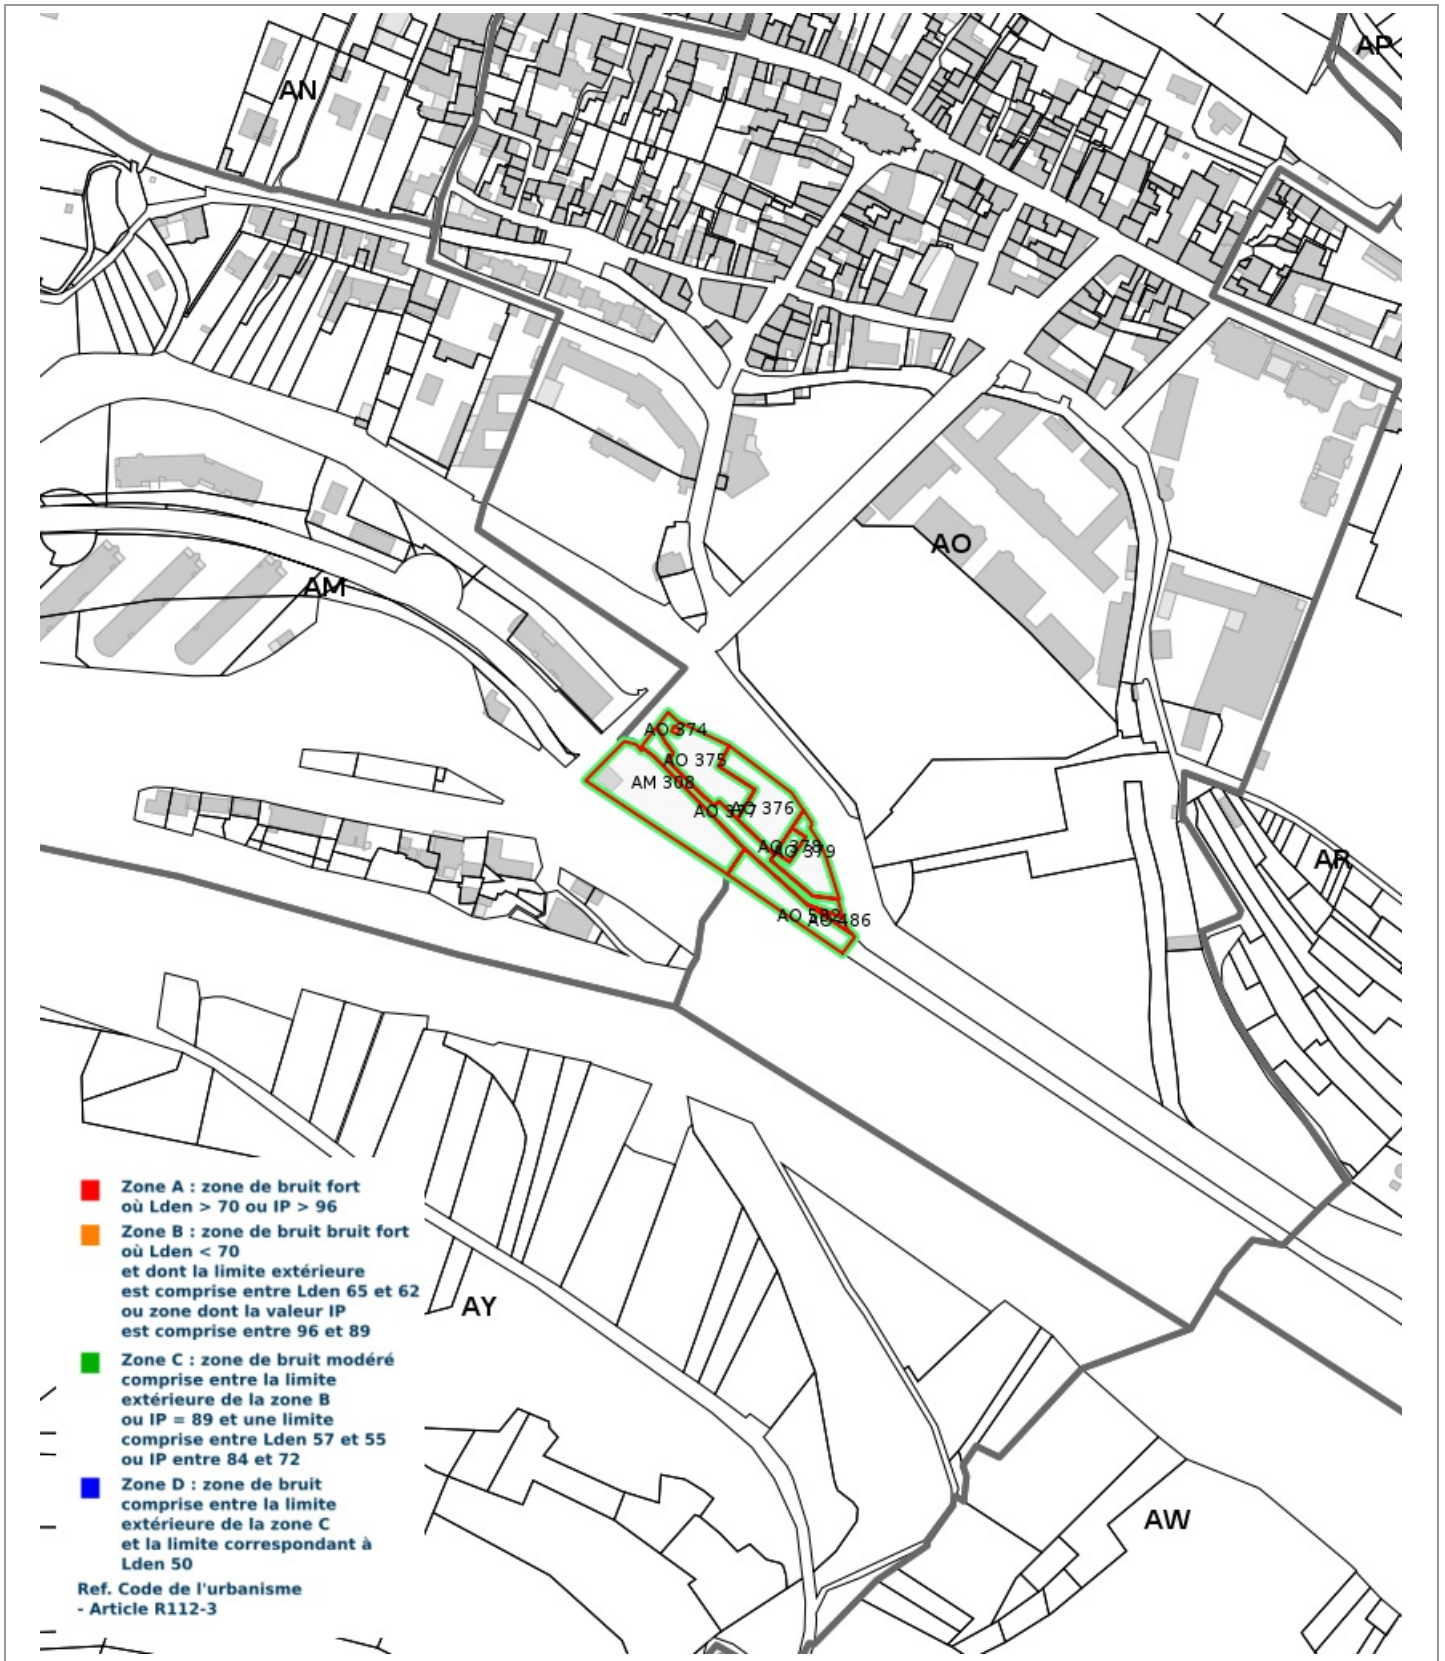 AP
AN
AO
AM
AO 374
AO 375
AM 308
AO 376
AO 377
AO 378
AO 379
AO
AO 486
AR
Zone A : zone de bruit fort
où Lden > 70 ou IP > 96
Zone B : zone de bruit bruit fort
où Lden < 70
et dont la limite extérieure
est comprise entre Lden 65 et 62
ou zone dont la valeur IP
est comprise entre 96 et 89
Zone C : zone de bruit modéré
comprise entre la limite
extérieure de la zone B
ou IP = 89 et une limite
comprise entre Lden 57 et 55
ou IP entre 84 et 72
Zone D : zone de bruit
comprise entre la limite
extérieure de la zone C
et la limite correspondant à
Lden 50
Ref. Code de l'urbanisme
- Article R112-3
AY
AW